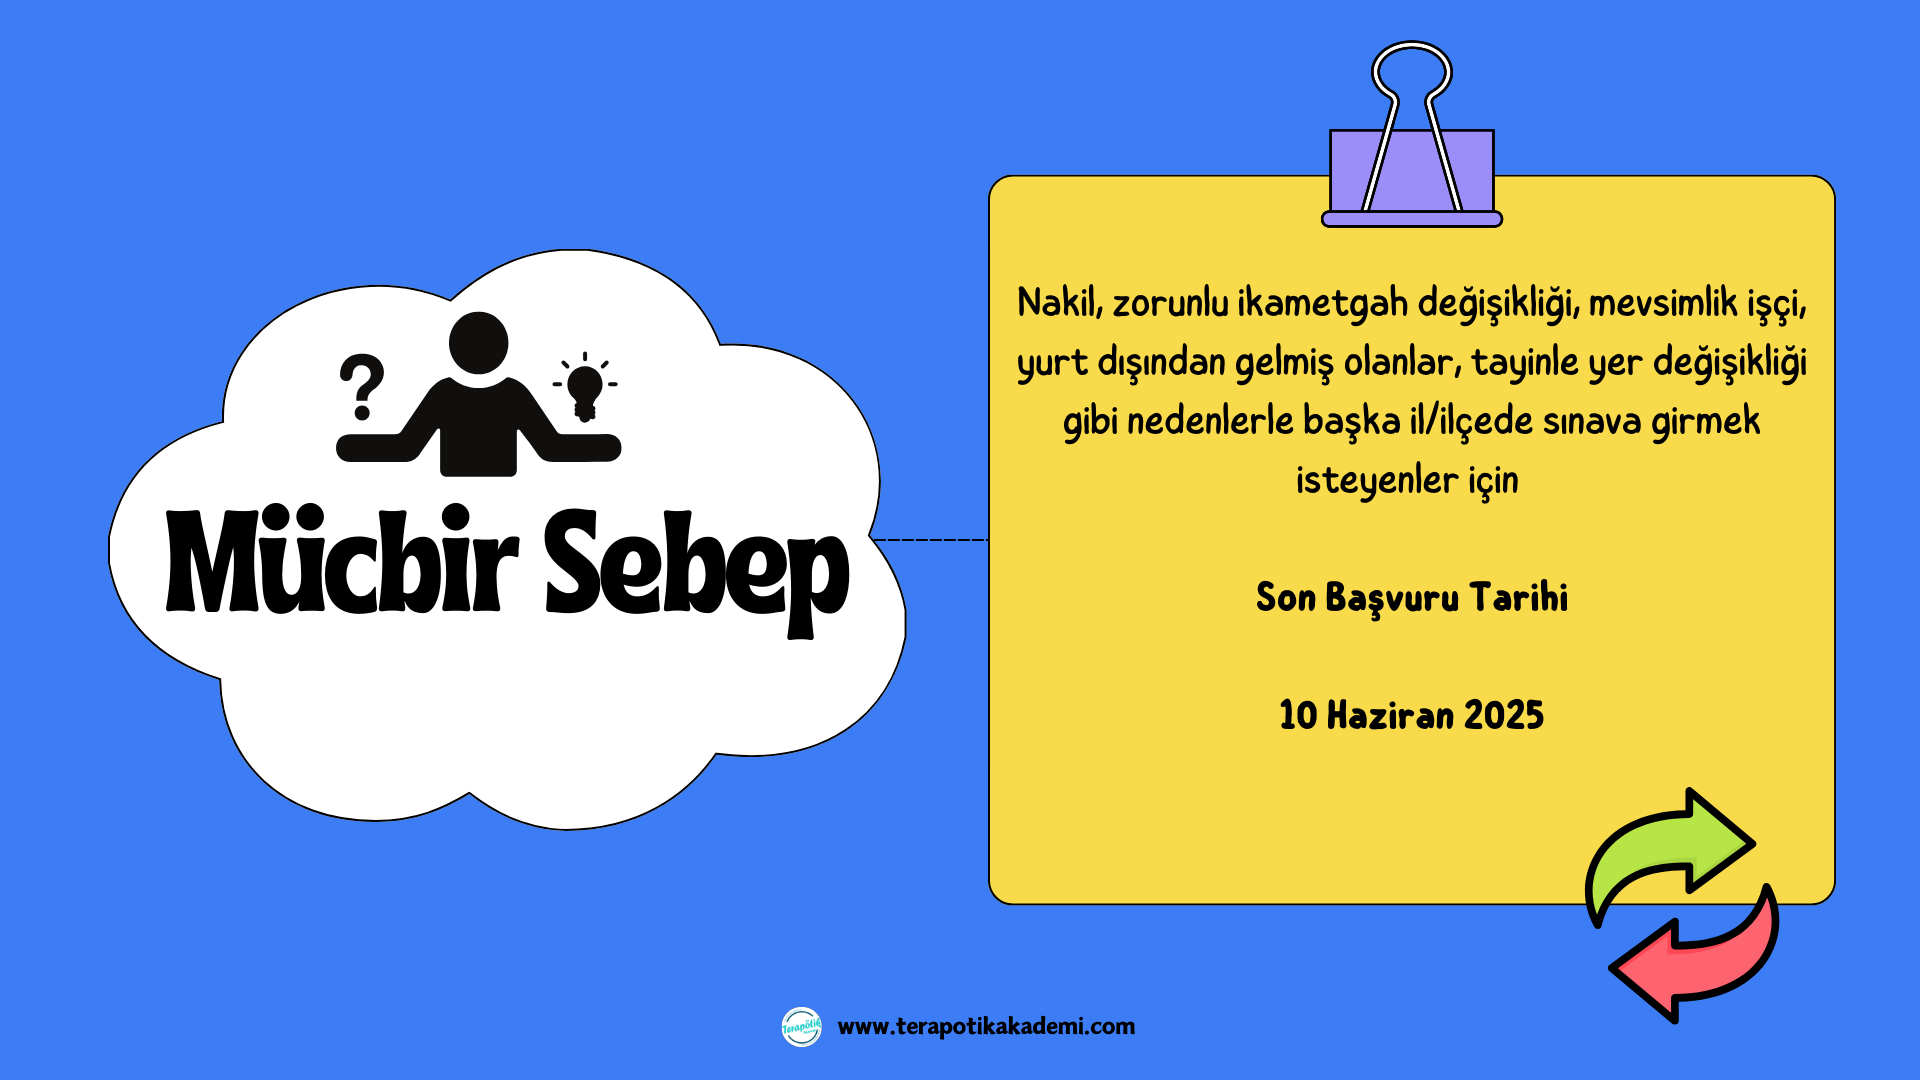 ?
Mücbir Sebep
Nakil, zorunlu ikametgah değişikliği, mevsimlik işçi,
yurt dışından gelmiş olanlar, tayinle yer değişikliği
gibi nedenlerle başka il/ilçede sınava girmek
isteyenler için
Son Başvuru Tarihi
10 Haziran 2025
Terapötik
www.terapotikakademi.com